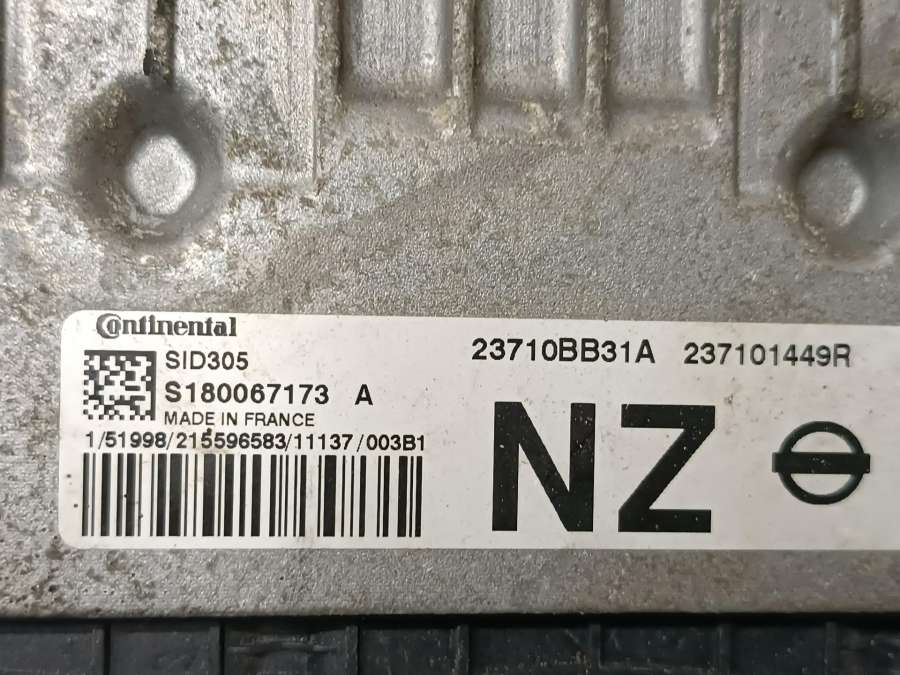 Continental
SID305
S180067173 A
MADE IN FRANCE
1/51998/215596583/11137/003B1
23710BB31A 237101449R
NZ